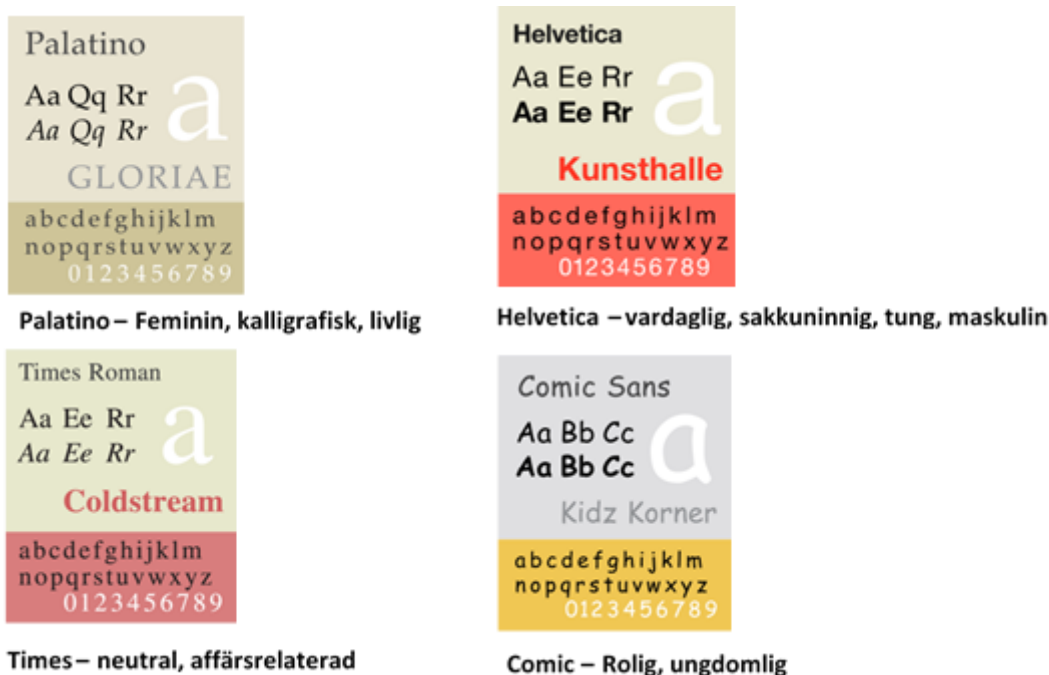 Palatino
Aa Qq Rr
Aa Qq Rr
a
GLORIAE
abcdefghijklm
nopqrstuvwxyz
0123456789
Palatino – Feminin, kalligrafisk, livlig
Helvetica
Aa Ee Rr
Aa Ee Rr
a
Kunsthalle
abcdefghijklm
nopqrstuvwxyz
0123456789
Helvetica – vardaglig, sakkuninnig, tung, maskulin
Times Roman
Aa Ee Rr
Aa Ee Rr
a
Coldstream
abcdefghijklm
nopqrstuvwxyz
0123456789
Times – neutral, affärsrelaterad
Comic Sans
Aa Bb Cc
Aa Bb Cc
a
Kidz Korner
abcdefghijklm
nopqrstuvwxyz
0123456789
Comic – Rolig, ungdomlig